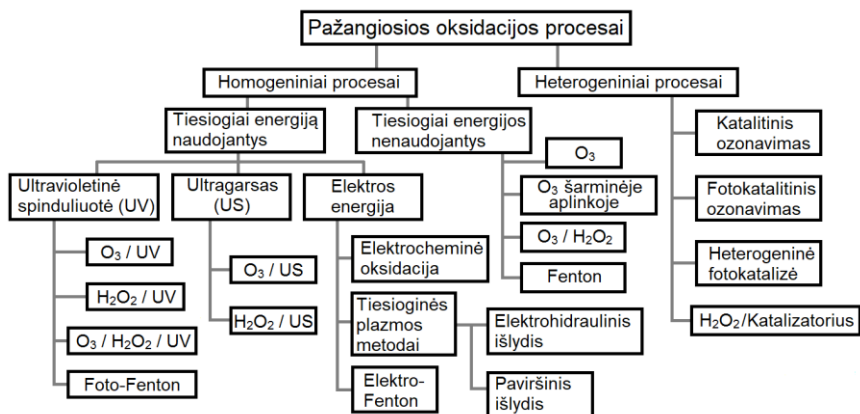 Pažangiosios oksidacijos procesai
Homogeniniai procesai
Heterogeniniai procesai
Tiesiogiai energiją
naudojantys
Tiesiogiai energijos
nenaudojantys
Katalitinis
ozonavimas
Fotokatalitinis
ozonavimas
Heterogeninė
fotokatalizė
H₂O₂/Katalizatorius
O₃
O₃ šarminėje
aplinkoje
O₃ / H₂O₂
Fenton
Ultravioletinė
spinduliuotė (UV)
Ultragarsas
(US)
Elektros
energija
O₃ / UV
H₂O₂ / UV
O₃ / H₂O₂ / UV
Foto-Fenton
O₃ / US
H₂O₂ / US
Elektrocheminė
oksidacija
Tiesioginės
plazmos
metodai
Elektro-
Fenton
Elektrohidraulinis
išlydis
Paviršinis
išlydis